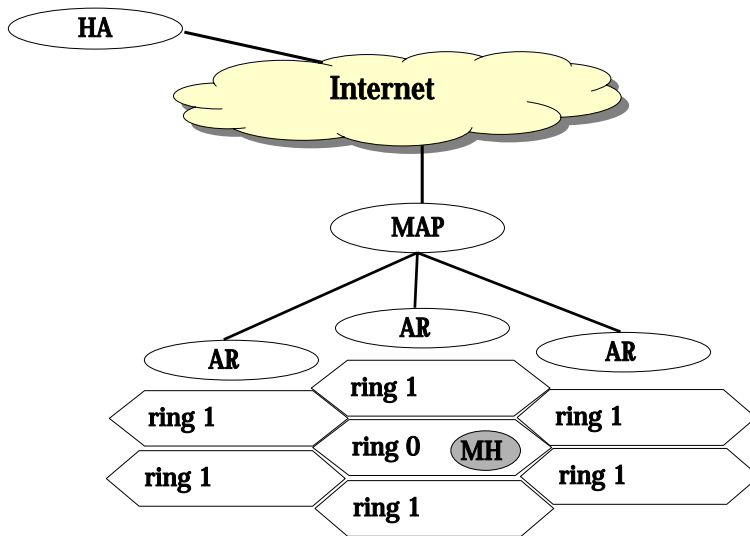 HA
Internet
MAP
AR
AR
AR
ring 1
ring 1
ring 1
ring 0
MH
ring 1
ring 1
ring 1